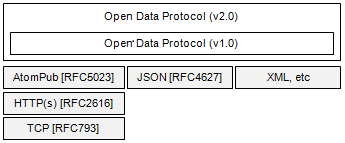 Open Data Protocol (v2.0)
Open Data Protocol (v1.0)
AtomPub [RFC5023] JSON [RFC4627] XML, etc
HTTP(s) [RFC2616]
TCP [RFC793]